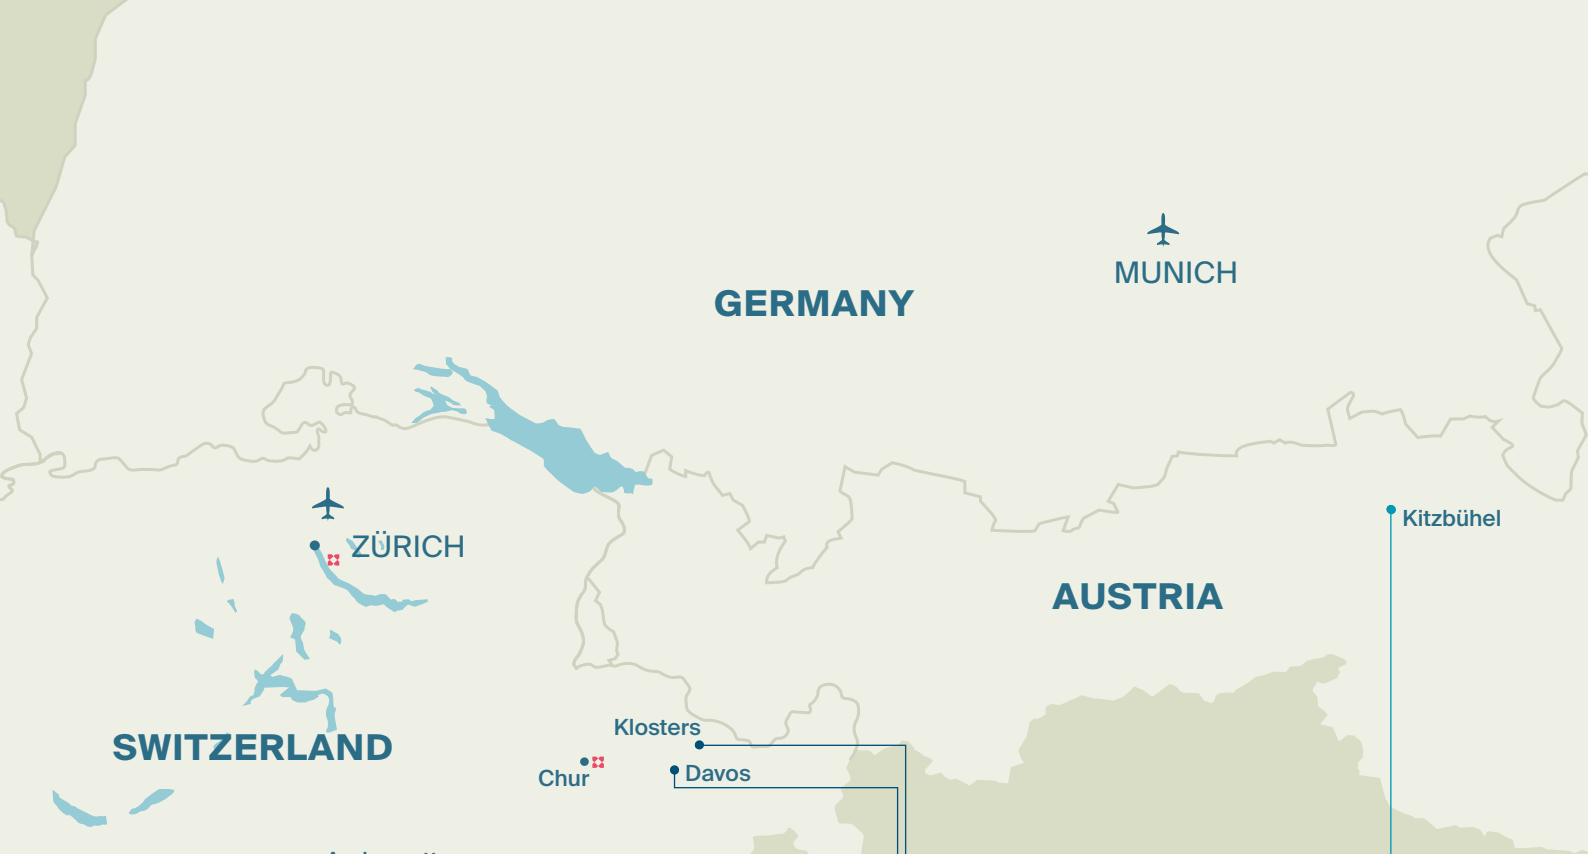 MUNICH
GERMANY
Kitzbühel
ZÜRICH
AUSTRIA
Klosters
SWITZERLAND
Davos
Chur